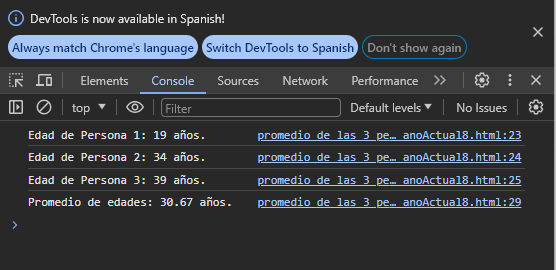 DevTools is now available in Spanish!
Always match Chrome's language Switch DevTools to Spanish Don't show again
Elements Console Sources Network Performance
top Filter Default levels No Issues
Edad de Persona 1: 19 años. promedio de las 3 pe… anoActual8.html:23
Edad de Persona 2: 34 años. promedio de las 3 pe… anoActual8.html:24
Edad de Persona 3: 39 años. promedio de las 3 pe… anoActual8.html:25
Promedio de edades: 30.67 años. promedio de las 3 pe… anoActual8.html:29